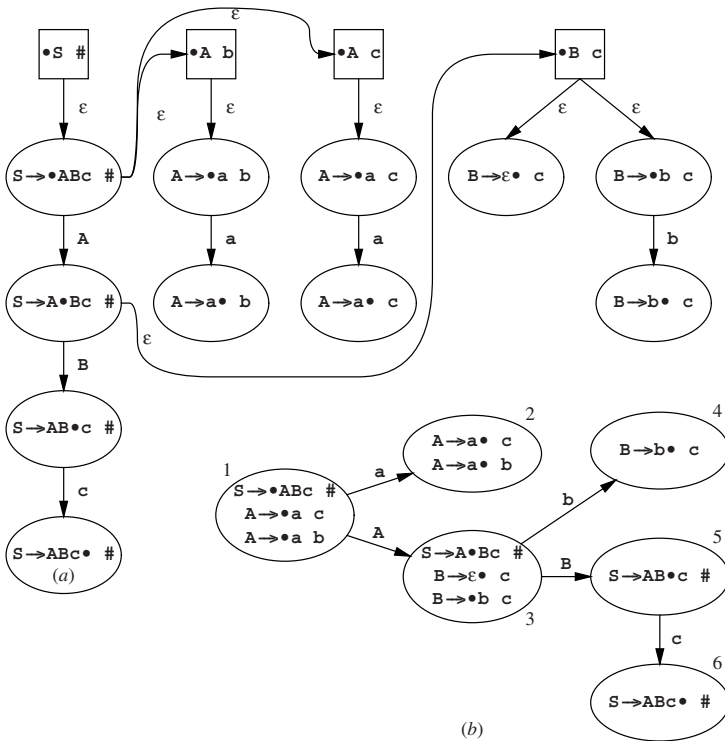 ε
•S #
•A b
•A c
•B c
ε
ε
ε
ε
ε
ε
S→•ABc #
A→•a b
A→•a c
B→ε• c
B→•b c
A
a
a
b
S→A•Bc #
A→a• b
A→a• c
B→b• c
ε
B
S→AB•c #
c
S→ABc• #
(a)
1
S→•ABc #
A→•a c
A→•a b
a
2
A→a• c
A→a• b
A
S→A•Bc #
B→ε• c
B→•b c
3
b
4
B→b• c
B
5
S→AB•c #
c
6
S→ABc• #
(b)